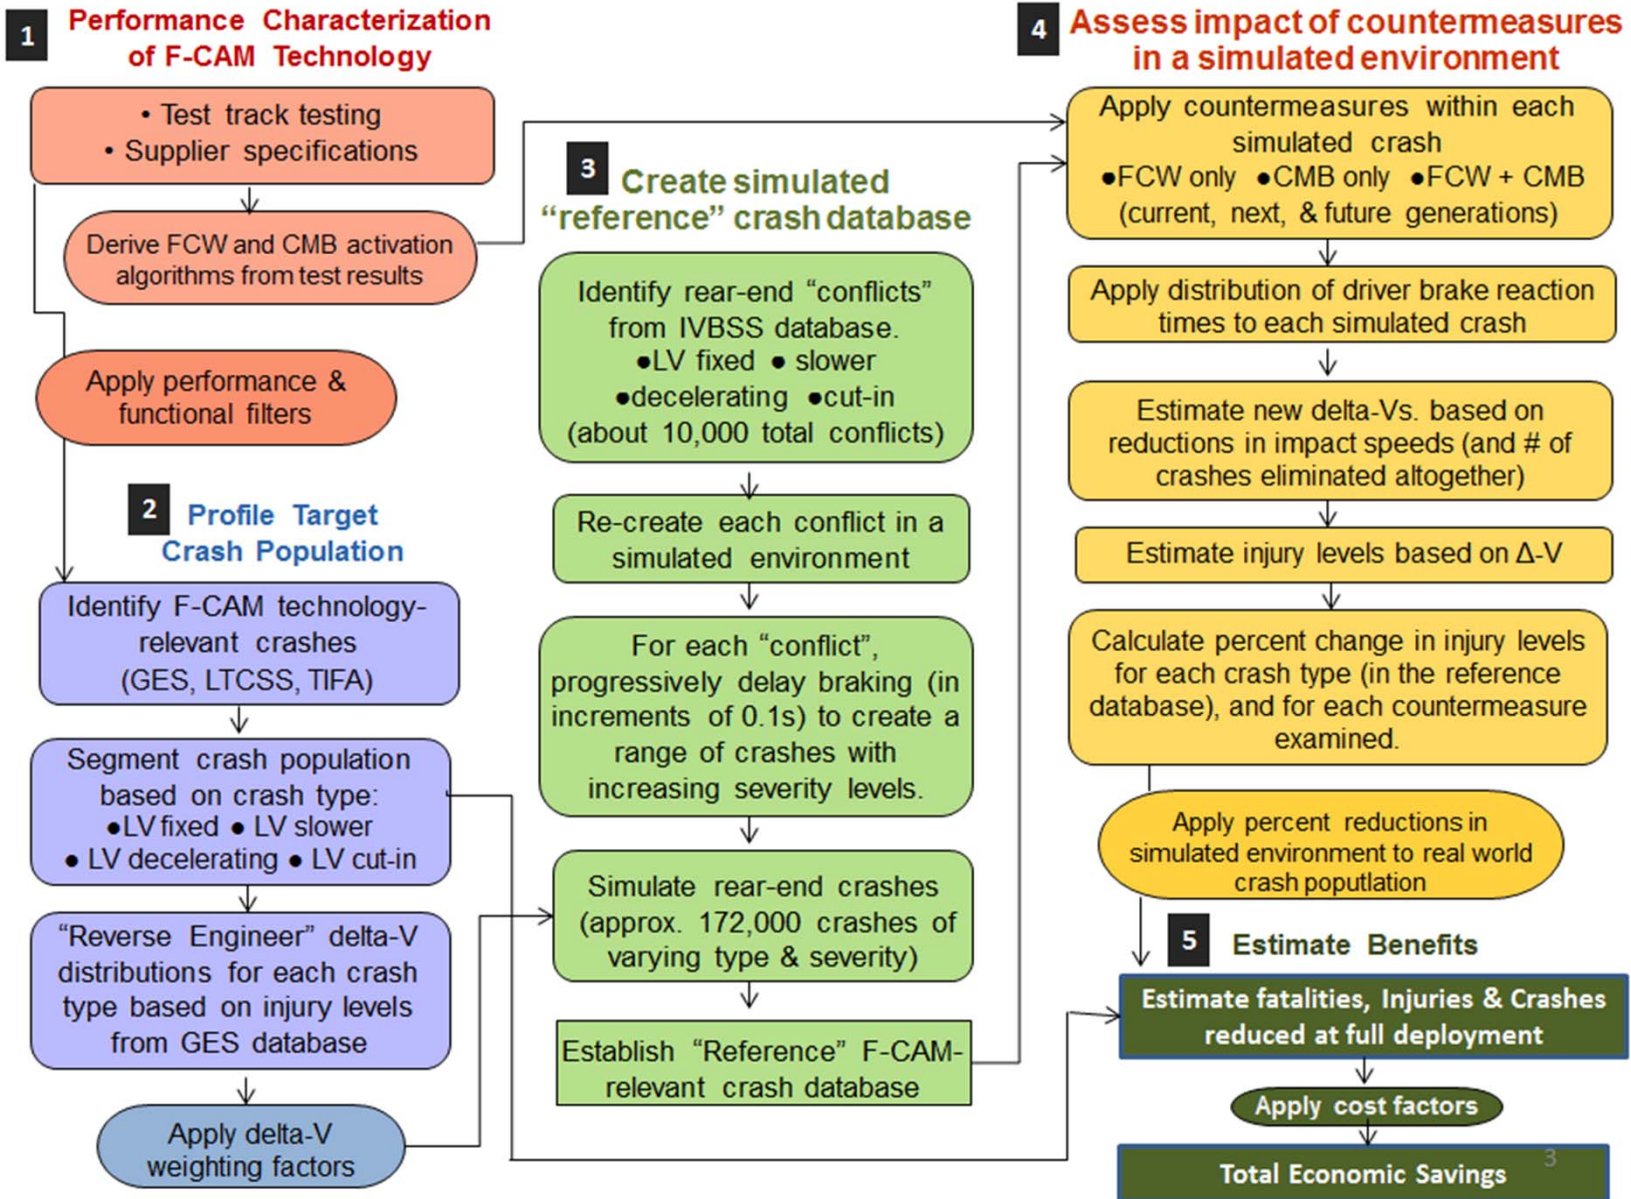 1
Performance Characterization
of F-CAM Technology
• Test track testing
• Supplier specifications
Derive FCW and CMB activation
algorithms from test results
Apply performance &
functional filters
2
Profile Target
Crash Population
Identify F-CAM technology-
relevant crashes
(GES, LTCSS, TIFA)
Segment crash population
based on crash type:
●LV fixed ● LV slower
● LV decelerating ● LV cut-in
“Reverse Engineer” delta-V
distributions for each crash
type based on injury levels
from GES database
Apply delta-V
weighting factors
3
Create simulated
“reference” crash database
Identify rear-end “conflicts”
from IVBSS database.
●LV fixed ● slower
●decelerating ●cut-in
(about 10,000 total conflicts)
Re-create each conflict in a
simulated environment
For each “conflict”,
progressively delay braking (in
increments of 0.1s) to create a
range of crashes with
increasing severity levels.
Simulate rear-end crashes
(approx. 172,000 crashes of
varying type & severity)
Establish “Reference” F-CAM-
relevant crash database
4
Assess impact of countermeasures
in a simulated environment
Apply countermeasures within each
simulated crash
●FCW only ●CMB only ●FCW + CMB
(current, next, & future generations)
Apply distribution of driver brake reaction
times to each simulated crash
Estimate new delta-Vs. based on
reductions in impact speeds (and # of
crashes eliminated altogether)
Estimate injury levels based on Δ-V
Calculate percent change in injury levels
for each crash type (in the reference
database), and for each countermeasure
examined.
Apply percent reductions in
simulated environment to real world
crash poputlation
5
Estimate Benefits
Estimate fatalities, Injuries & Crashes
reduced at full deployment
Apply cost factors
Total Economic Savings
3